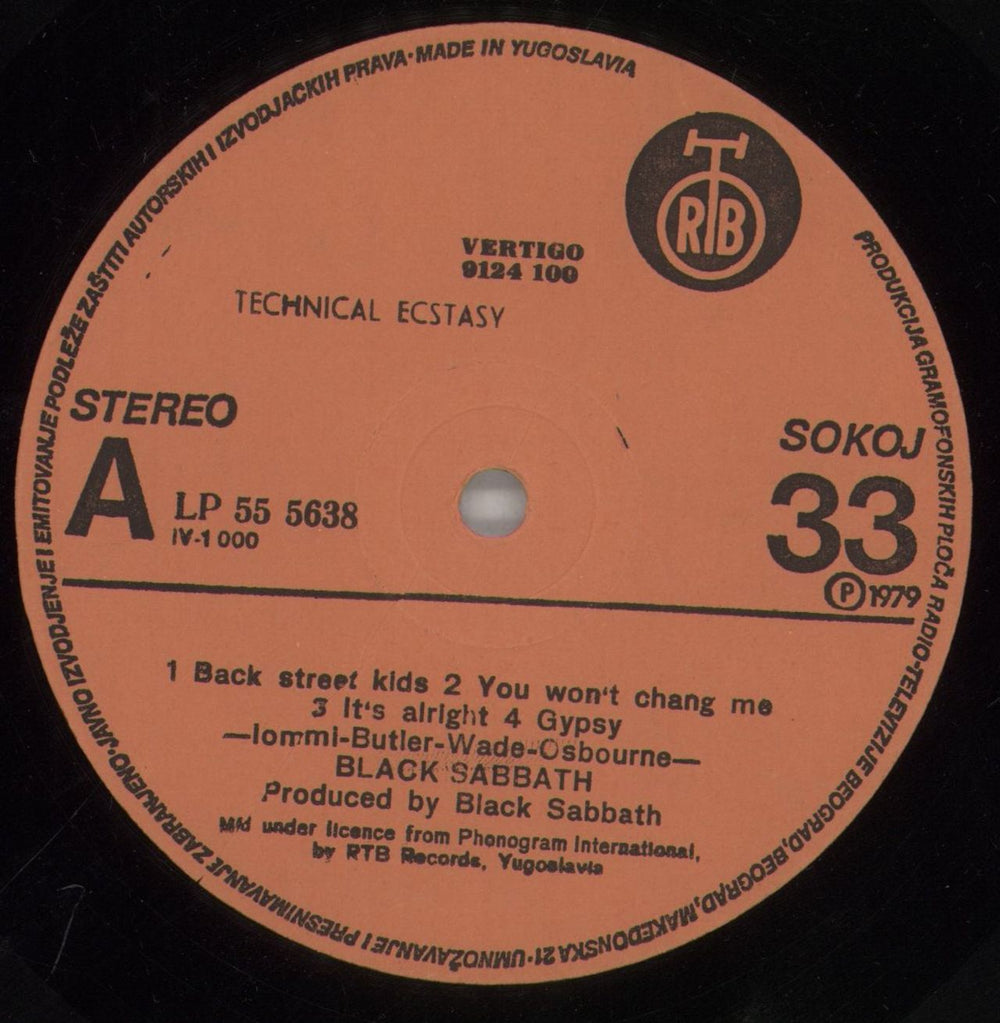 UMNOŽAVANJE I PRESNIMAVANJE ZABRANJENO·JAVNO IZVODJENJE I EMITOVANJE PODLEŽE ZAŠTITI AUTORSKIH I IZVODJAČKIH PRAVA·MADE IN YUGOSLAVIA
PRODUKCIJA GRAMOFONSKIH PLOČA RADIO-TELEVIZIJE BEOGRAD, BEOGRAD, MAKEDONSKA 21·
RTB
VERTIGO
9124 100
TECHNICAL ECSTASY
STEREO
A
LP 55 5638
IV-1 000
SOKOJ
33
Ⓟ 1979
1 Back street kids 2 You won't chang me
3 It's alright 4 Gypsy
—Iommi-Butler-Wade-Osbourne—
BLACK SABBATH
Produced by Black Sabbath
Mfd under licence from Phonogram International,
by RTB Records, Yugoslavia